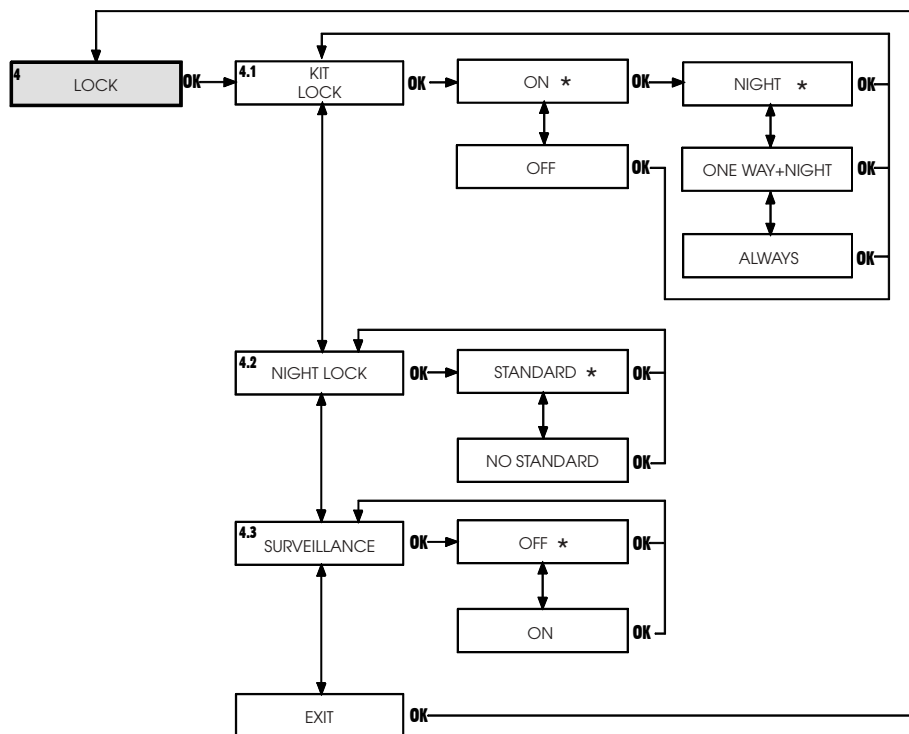 4
LOCK
OK
4.1
KIT
LOCK
OK
ON *
OK
NIGHT *
OK
OFF
OK
ONE WAY+NIGHT
OK
ALWAYS
OK
4.2
NIGHT LOCK
OK
STANDARD *
OK
NO STANDARD
OK
4.3
SURVEILLANCE
OK
OFF *
OK
ON
OK
EXIT
OK